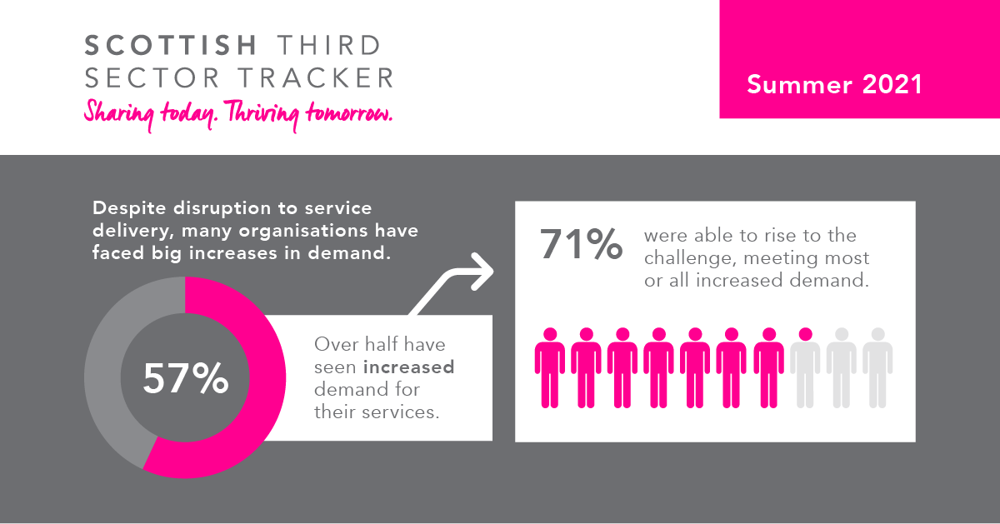 SCOTTISH THIRD
SECTOR TRACKER
Sharing today. Thriving tomorrow.
Summer 2021
Despite disruption to service
delivery, many organisations have
faced big increases in demand.
57%
Over half have
seen increased
demand for
their services.
71%
were able to rise to the
challenge, meeting most
or all increased demand.